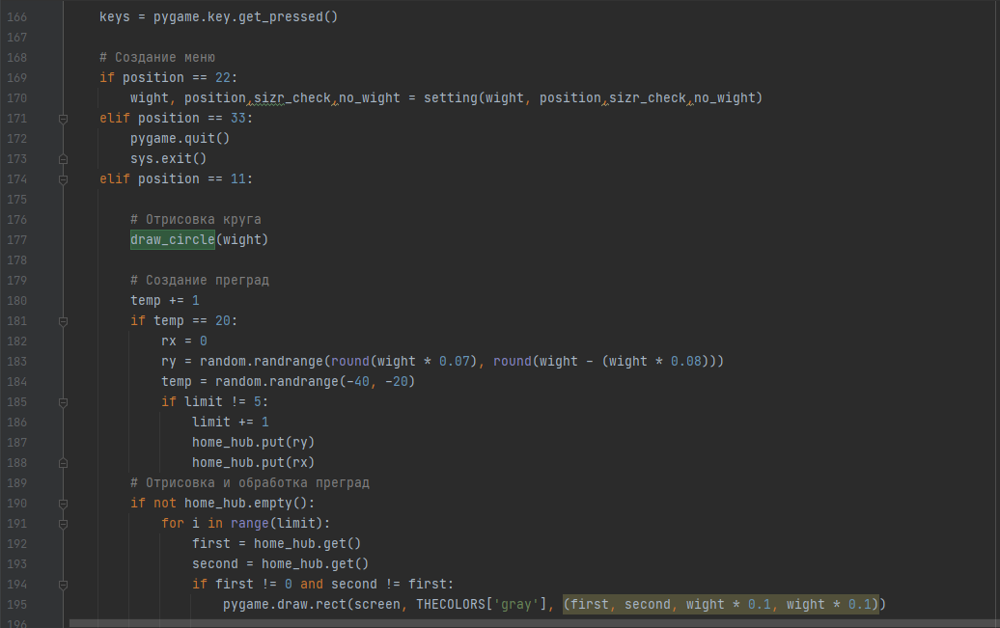 166 keys = pygame.key.get_pressed()
167
168 # Создание меню
169 if position == 22:
170 wight, position,sizr_check,no_wight = setting(wight, position,sizr_check,no_wight)
171 elif position == 33:
172 pygame.quit()
173 sys.exit()
174 elif position == 11:
175
176 # Отрисовка круга
177 draw_circle(wight)
178
179 # Создание преград
180 temp += 1
181 if temp == 20:
182 rx = 0
183 ry = random.randrange(round(wight * 0.07), round(wight - (wight * 0.08)))
184 temp = random.randrange(-40, -20)
185 if limit != 5:
186 limit += 1
187 home_hub.put(ry)
188 home_hub.put(rx)
189 # Отрисовка и обработка преград
190 if not home_hub.empty():
191 for i in range(limit):
192 first = home_hub.get()
193 second = home_hub.get()
194 if first != 0 and second != first:
195 pygame.draw.rect(screen, THECOLORS['gray'], (first, second, wight * 0.1, wight * 0.1))
196